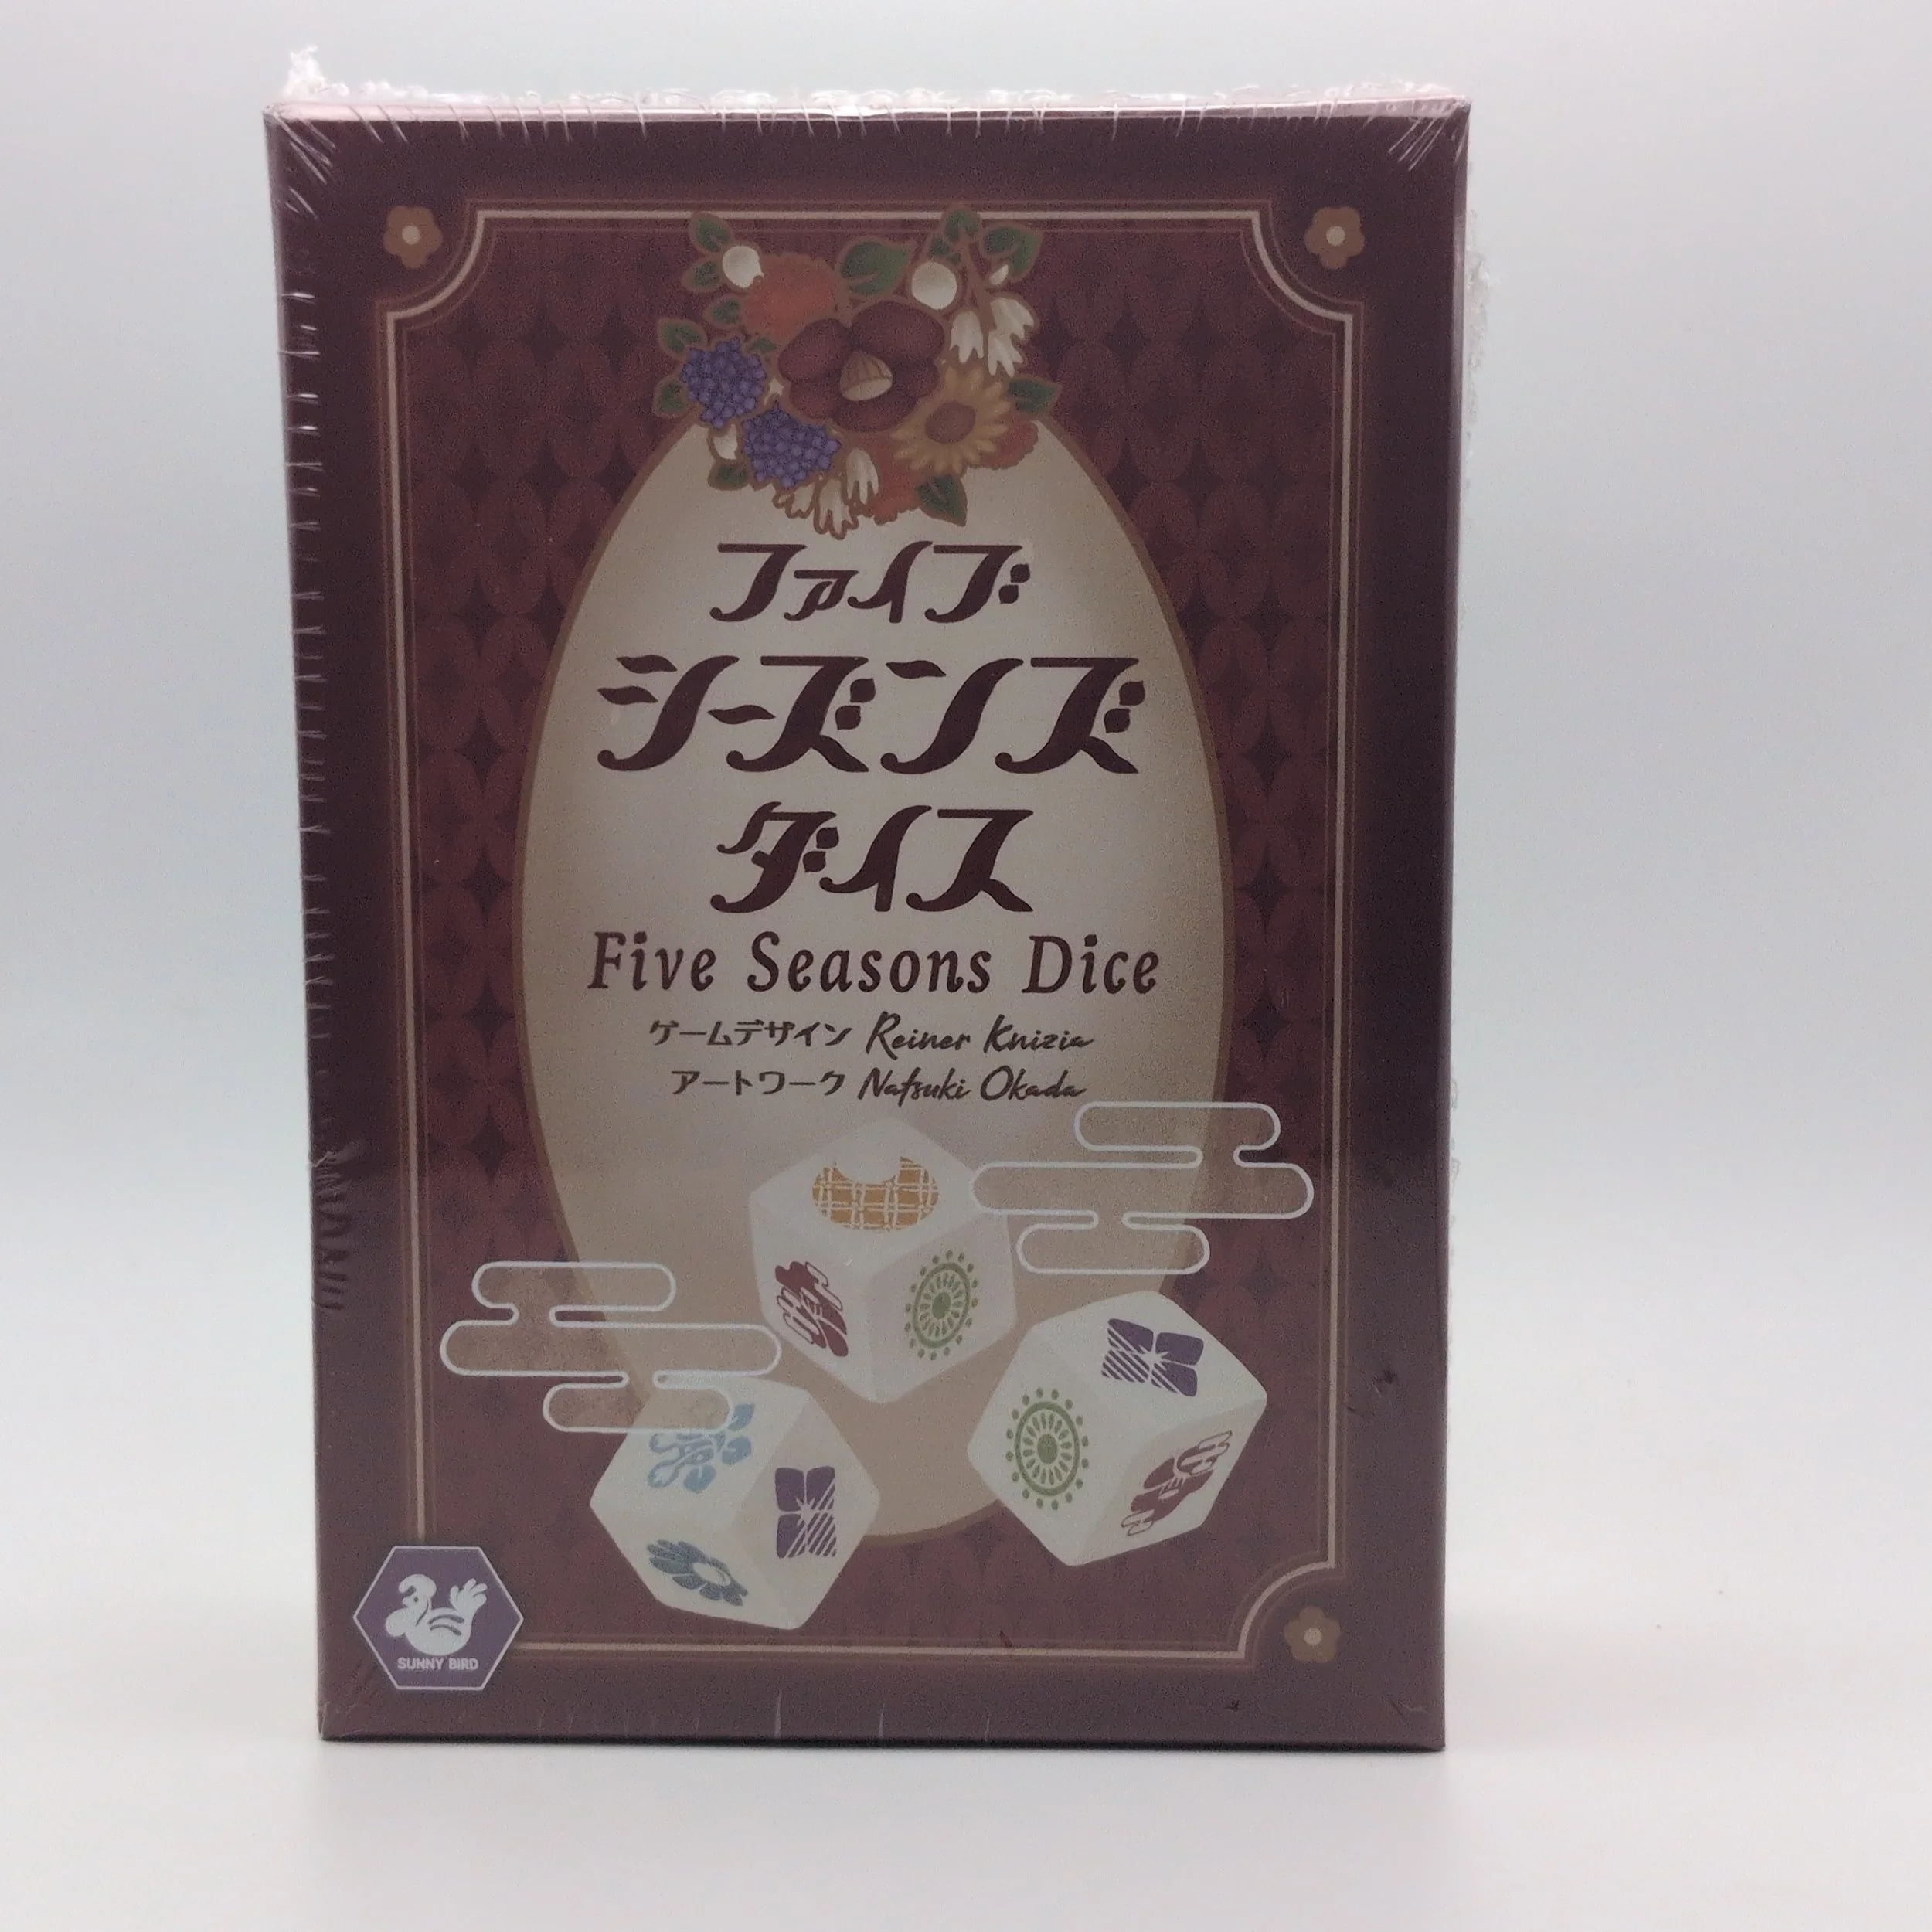 ファイブ
シーズンズ
ダイス
Five Seasons Dice
ゲームデザイン Reiner Knizia
アートワーク Natsuki Okada
SUNNY BIRD